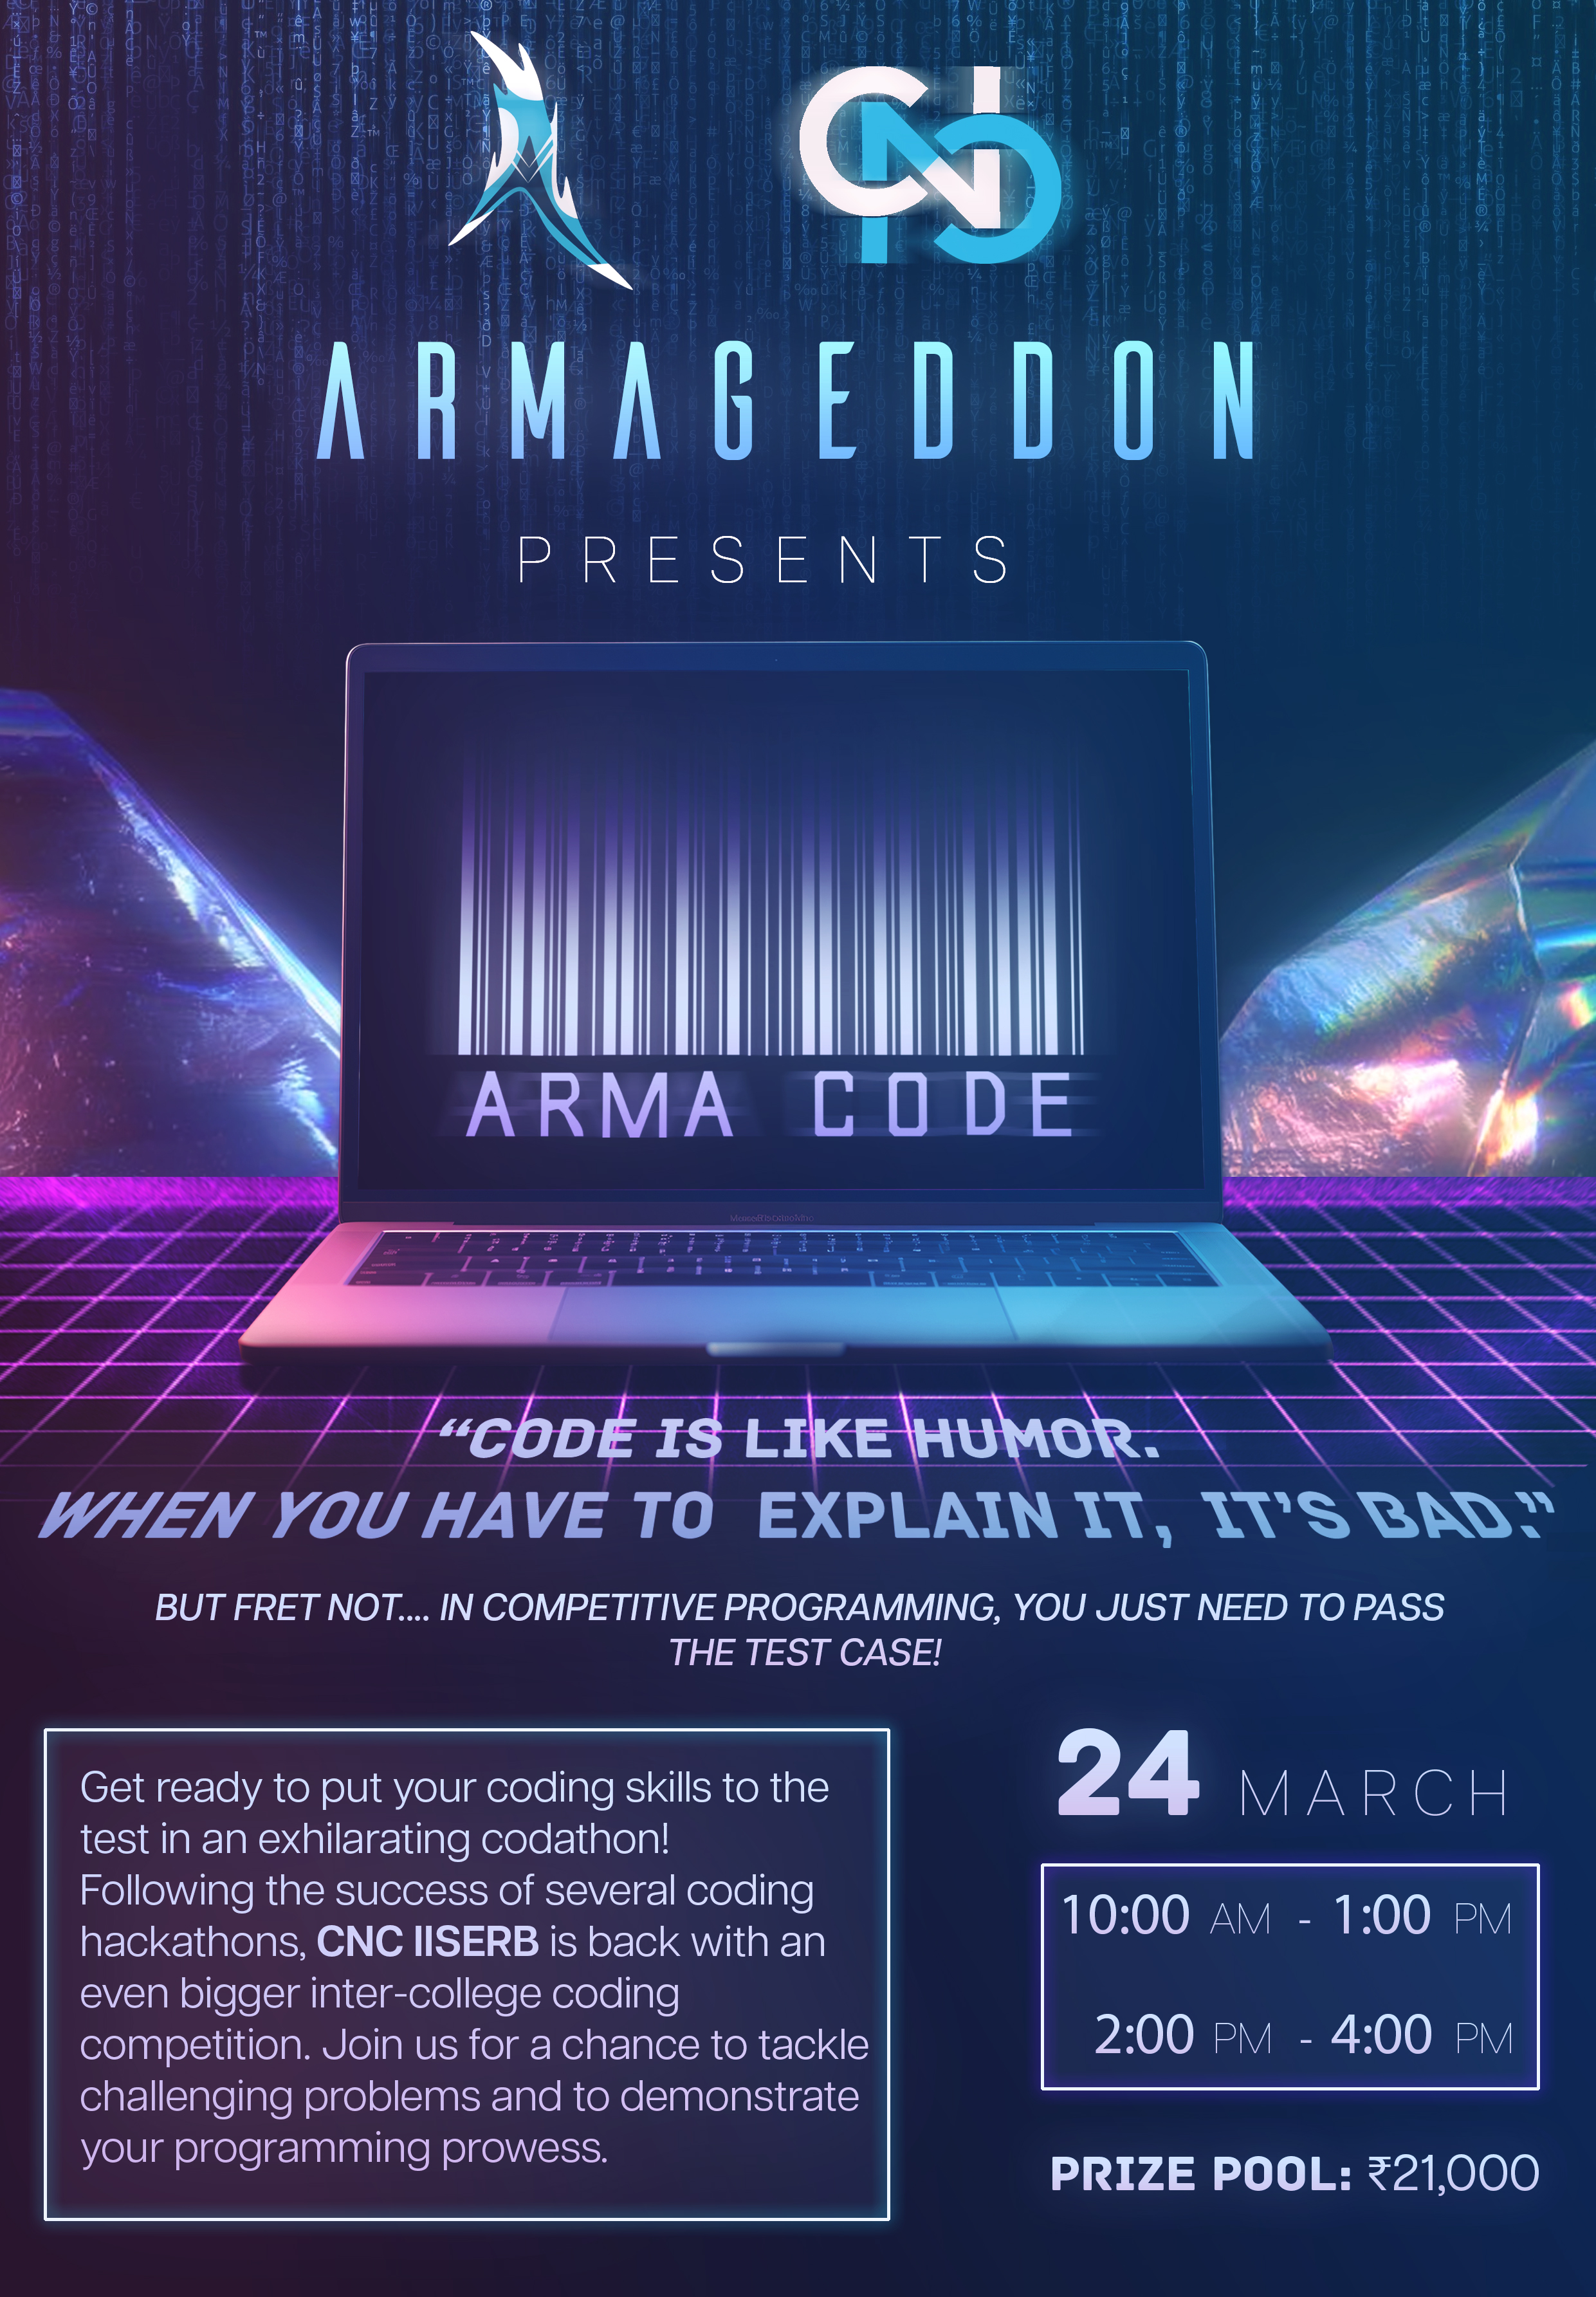 ARMAGEDDON
PRESENTS
ARMA CODE
“CODE IS LIKE HUMOR.
WHEN YOU HAVE TO EXPLAIN IT, IT’S BAD.”
BUT FRET NOT.... IN COMPETITIVE PROGRAMMING, YOU JUST NEED TO PASS
THE TEST CASE!
Get ready to put your coding skills to the
test in an exhilarating codathon!
Following the success of several coding
hackathons, CNC IISERB is back with an
even bigger inter-college coding
competition. Join us for a chance to tackle
challenging problems and to demonstrate
your programming prowess.
24 MARCH
10:00 AM - 1:00 PM
2:00 PM - 4:00 PM
PRIZE POOL: ₹21,000